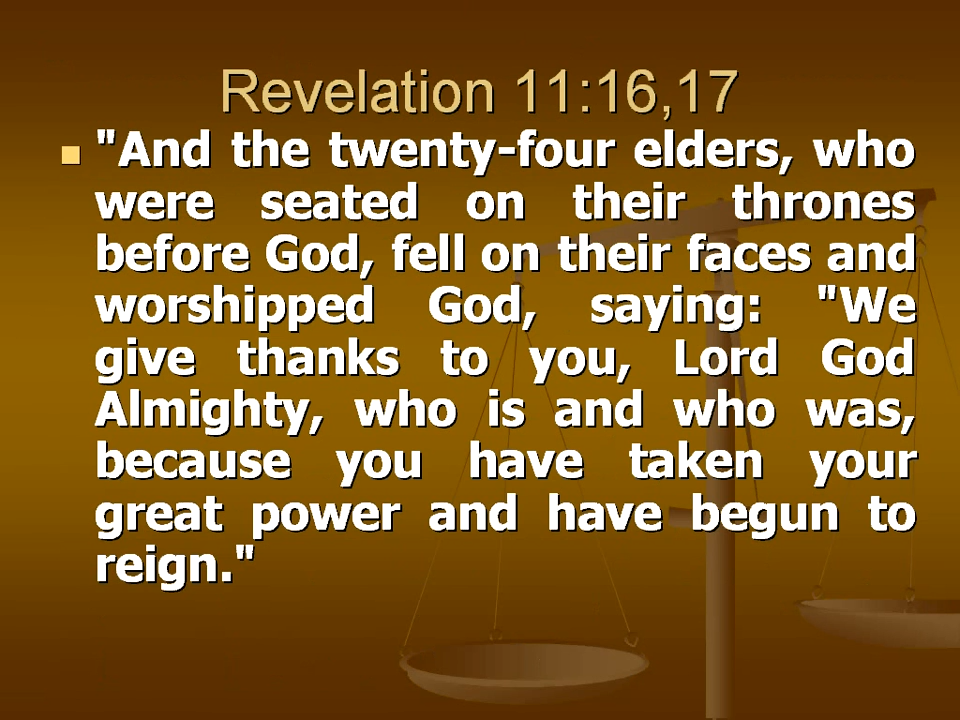 Revelation 11:16,17
"And the twenty-four elders, who
were seated on their thrones
before God, fell on their faces and
worshipped God, saying: "We
give thanks to you, Lord God
Almighty, who is and who was,
because you have taken your
great power and have begun to
reign."